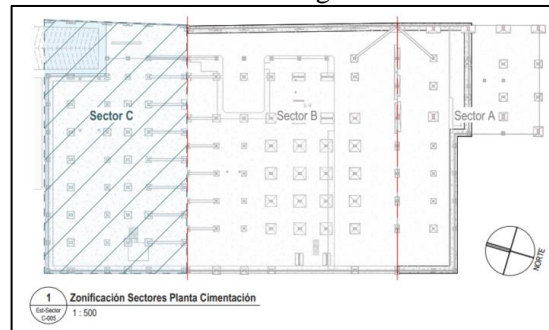 Sector C
Sector B
Sector A
NORTE
1
Zonificación Sectores Planta Cimentación
Est-Sector
C-005
1 : 500